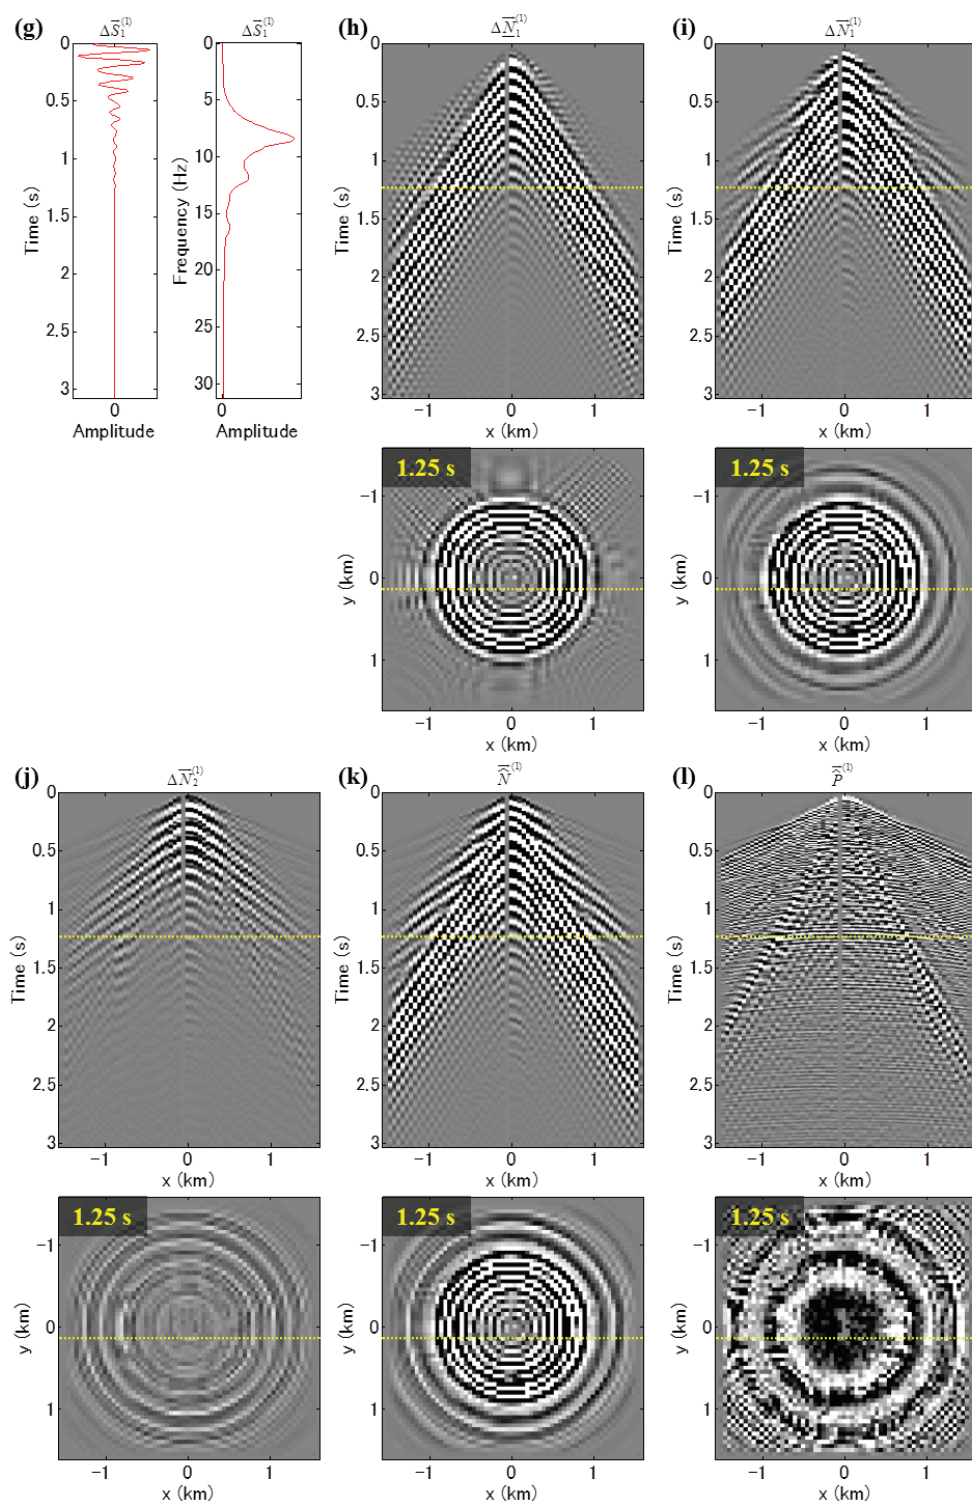 (g)
ΔS⃗₁⁽¹⁾
ΔS⃗₁⁽¹⁾
0
0.5
1
1.5
2
2.5
3
Time (s)
0
Amplitude
0
5
10
15
20
25
30
Frequency (Hz)
0
Amplitude
(h)
ΔN̲⃗₁⁽¹⁾
0
0.5
1
1.5
2
2.5
3
Time (s)
−1
0
1
x (km)
1.25 s
−1
0
1
y (km)
−1
0
1
x (km)
(i)
ΔN⃗₁⁽¹⁾
0
0.5
1
1.5
2
2.5
3
Time (s)
−1
0
1
x (km)
1.25 s
−1
0
1
y (km)
−1
0
1
x (km)
(j)
ΔN⃗₂⁽¹⁾
0
0.5
1
1.5
2
2.5
3
Time (s)
−1
0
1
x (km)
1.25 s
−1
0
1
y (km)
−1
0
1
x (km)
(k)
N̂⃗⁽¹⁾
0
0.5
1
1.5
2
2.5
3
Time (s)
−1
0
1
x (km)
1.25 s
−1
0
1
y (km)
−1
0
1
x (km)
(l)
P̂⃗⁽¹⁾
0
0.5
1
1.5
2
2.5
3
Time (s)
−1
0
1
x (km)
1.25 s
−1
0
1
y (km)
−1
0
1
x (km)